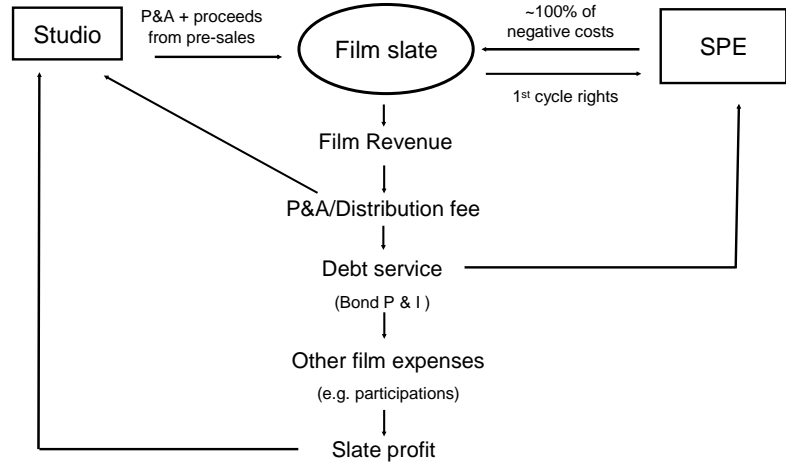 Studio
P&A + proceeds
from pre-sales
Film slate
~100% of
negative costs
SPE
1st cycle rights
Film Revenue
P&A/Distribution fee
Debt service
(Bond P & I )
Other film expenses
(e.g. participations)
Slate profit